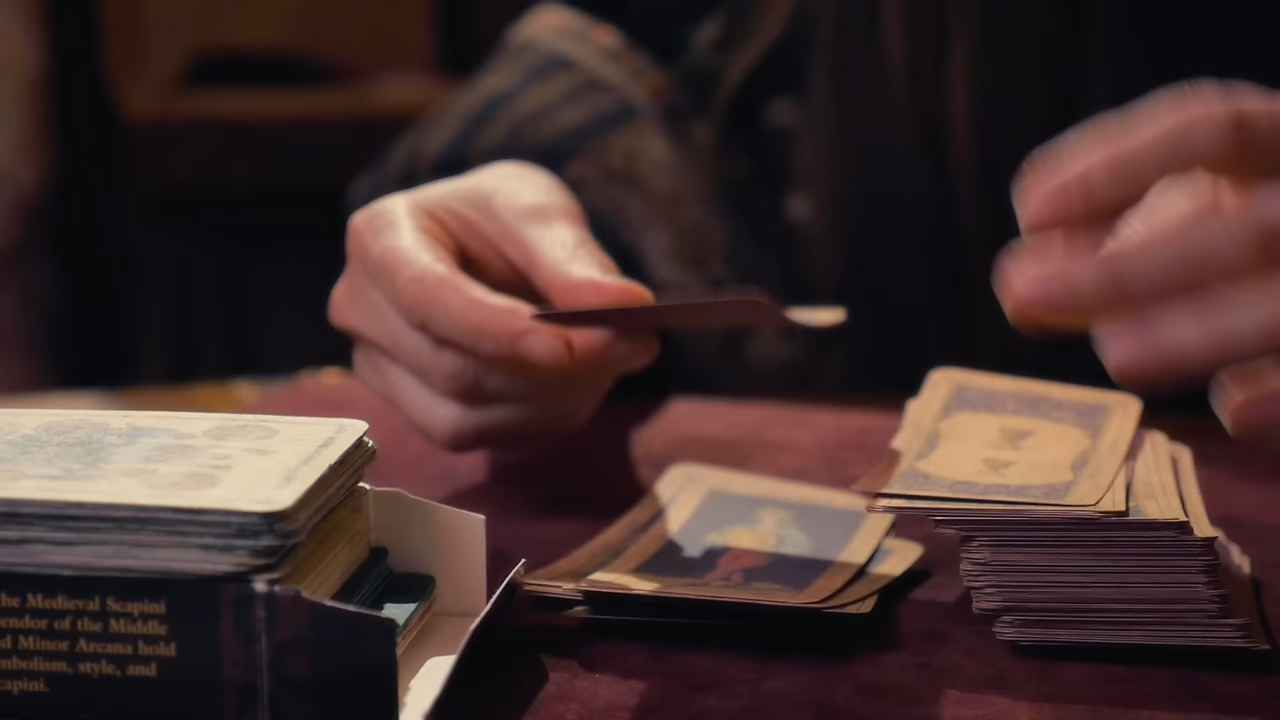 he Medieval Scapini
endor of the Middle
d Minor Arcana hold
mbolism, style, and
capini.